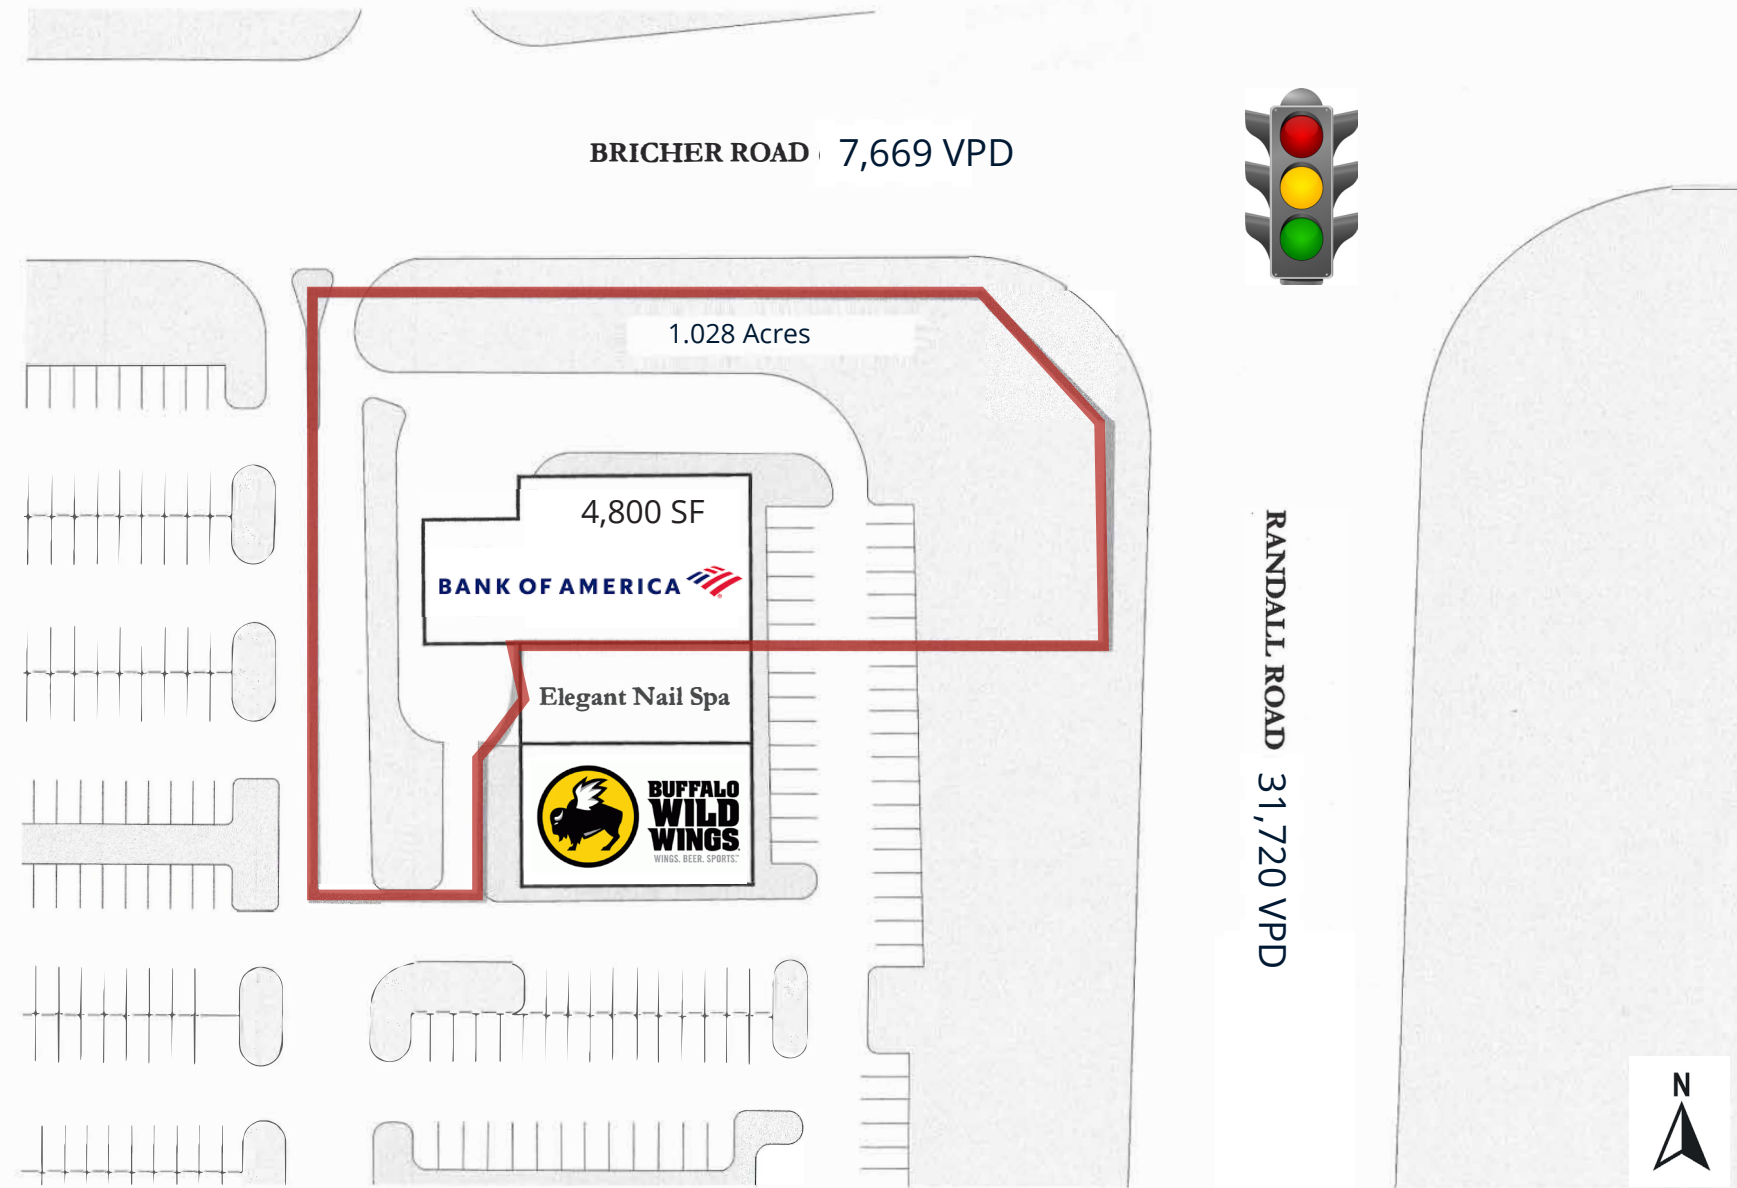 BRICHER ROAD 7,669 VPD
1.028 Acres
4,800 SF
BANK OF AMERICA
Elegant Nail Spa
BUFFALO
WILD
WINGS
WINGS. BEER. SPORTS.™
RANDALL ROAD 31,720 VPD
N